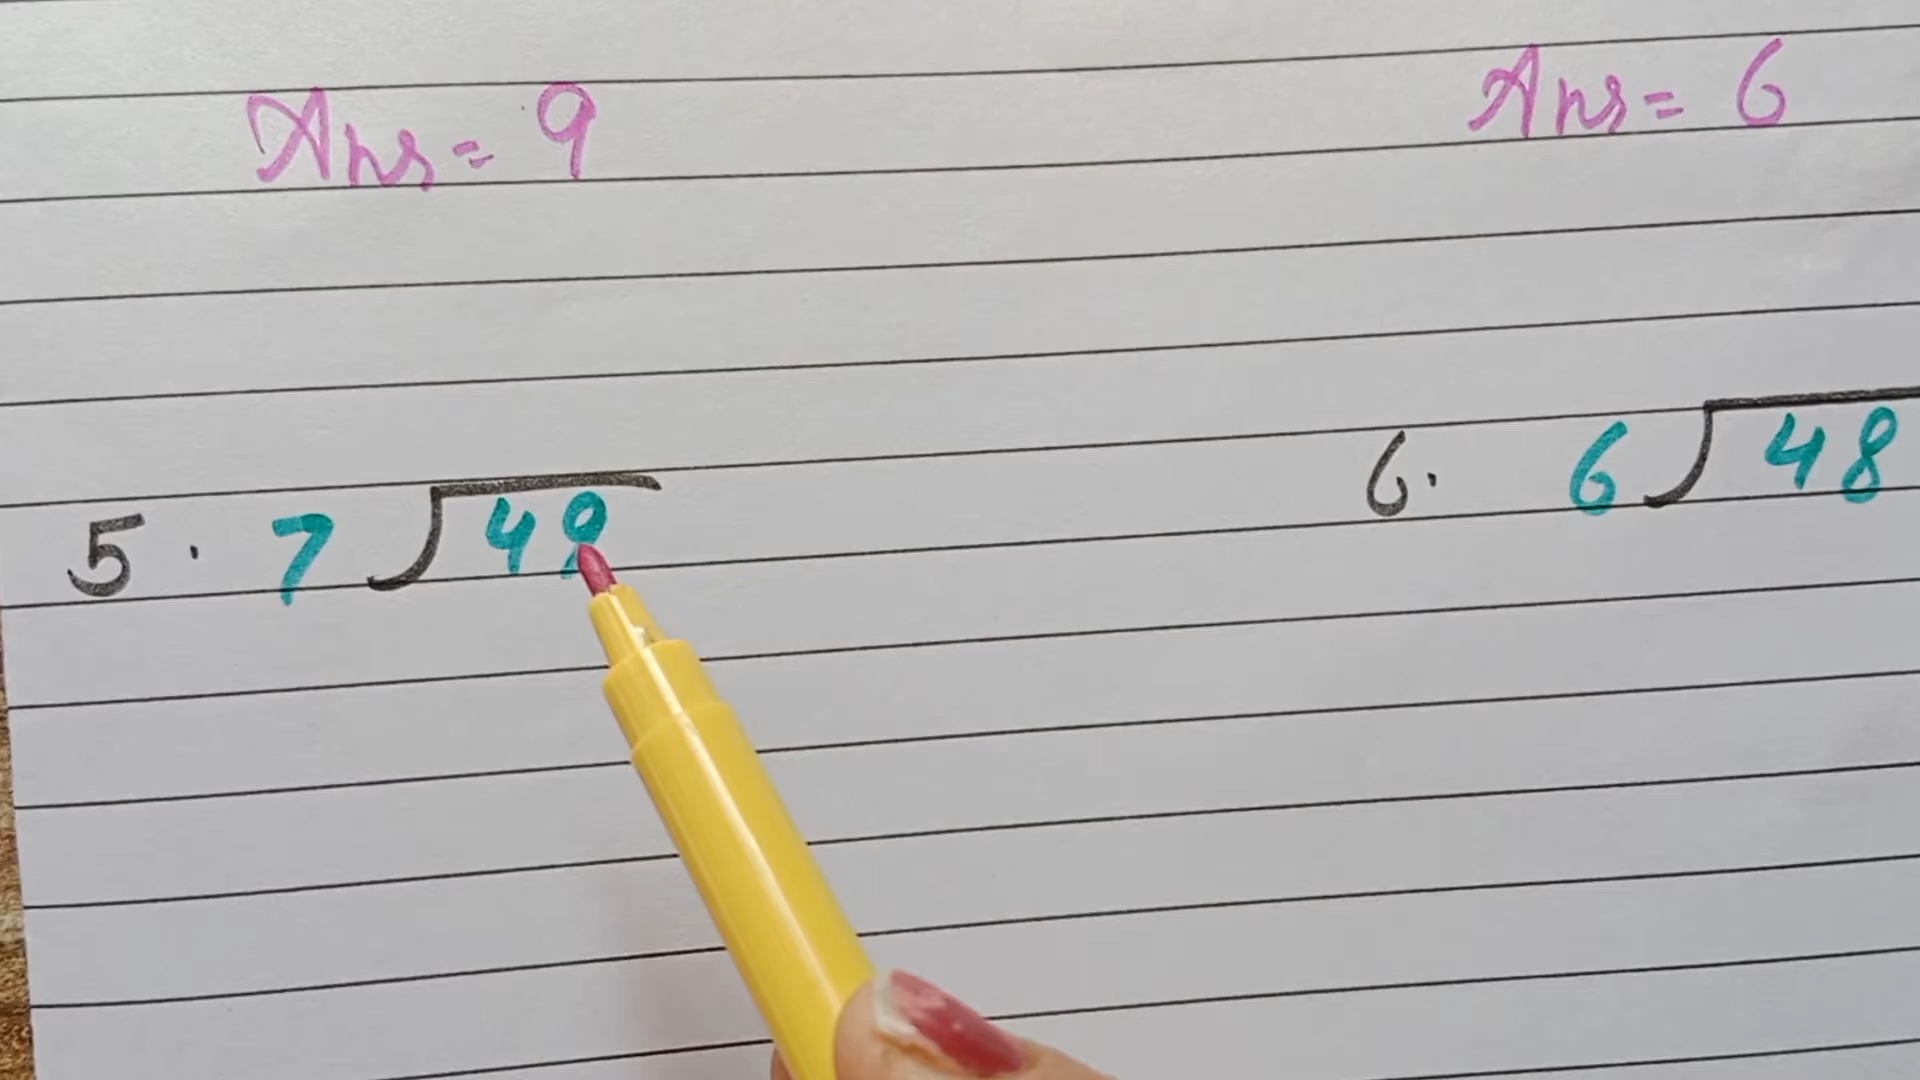 Ans = 9
Ans = 6
5. 7 49
6. 6 48